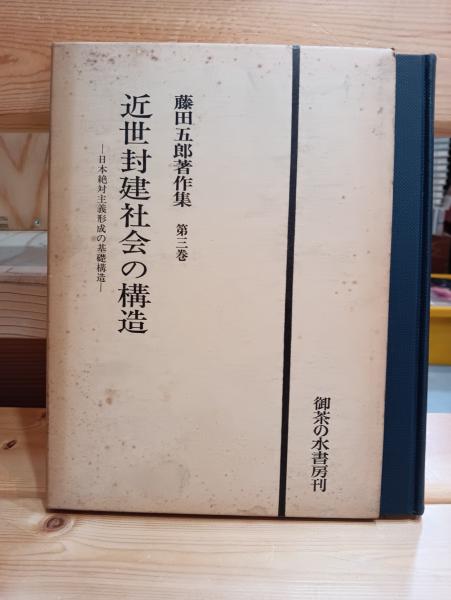 藤田五郎著作集 第三巻
近世封建社会の構造
―日本絶対主義形成の基礎構造―
御茶の水書房刊